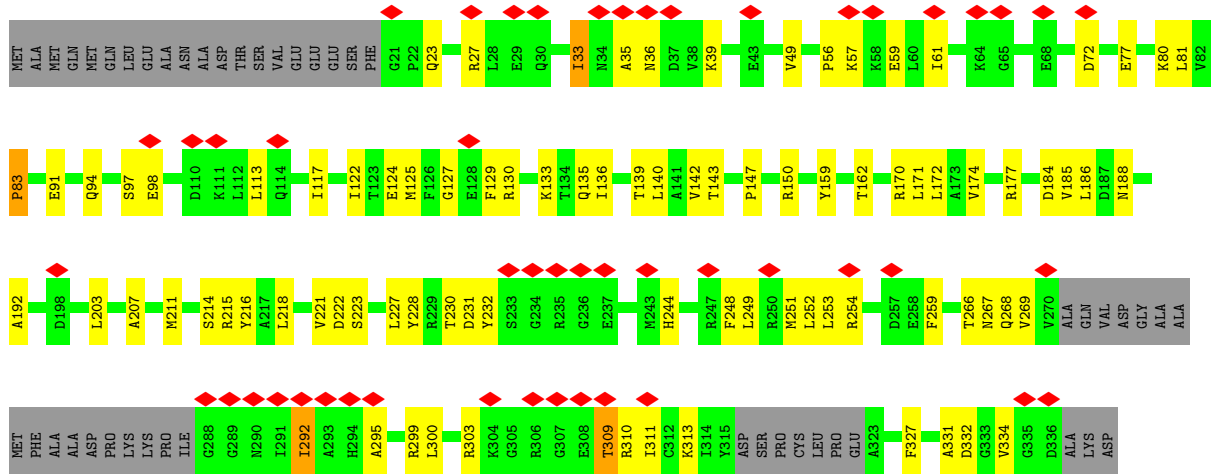 MET ALA MET GLN MET GLN LEU GLU ALA ASN ALA ASP THR SER VAL GLU GLU GLU SER PHE G21 P22 Q23 R27 L28 E29 Q30 I33 N34 A35 N36 D37 V38 K39 E43 V49 P56 K57 K58 E59 L60 I61 K64 G65 E68 D72 E77 K80 L81 V82
P83 E91 Q94 S97 E98 D110 K111 L112 L113 Q114 I117 I122 T123 E124 M125 F126 G127 E128 F129 R130 K133 T134 Q135 I136 T139 L140 A141 V142 T143 P147 R150 Y159 T162 R170 L171 L172 A173 V174 R177 D184 V185 L186 D187 N188
A192 D198 L203 A207 M211 S214 R215 Y216 A217 L218 V221 D222 S223 L227 Y228 R229 T230 D231 Y232 S233 G234 R235 G236 E237 M243 H244 R247 F248 L249 R250 M251 L252 L253 R254 D257 E258 F259 T266 N267 Q268 V269 V270 ALA GLN VAL ASP GLY ALA ALA
MET PHE ALA ALA ASP PRO LYS LYS PRO ILE G288 G289 N290 I291 I292 A293 H294 A295 R299 L300 R303 K304 G305 R306 G307 E308 T309 R310 I311 C312 K313 I314 Y315 ASP SER PRO CYS LEU PRO GLU A323 F327 A331 D332 G333 V334 G335 D336 ALA LYS ASP